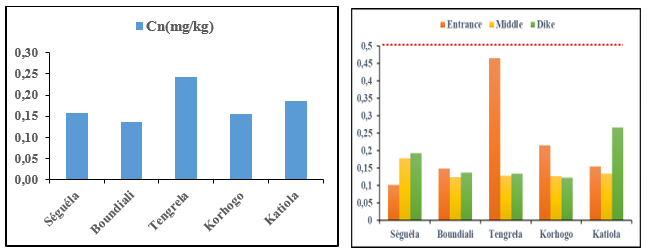 Cn(mg/kg)
0,30
0,25
0,20
0,15
0,10
0,05
0,00
Séguéla
Boundiali
Tengrela
Korhogo
Katiola
Entrance Middle Dike
0,5
0,45
0,4
0,35
0,3
0,25
0,2
0,15
0,1
0,05
0
Séguéla Boundiali Tengrela Korhogo Katiola